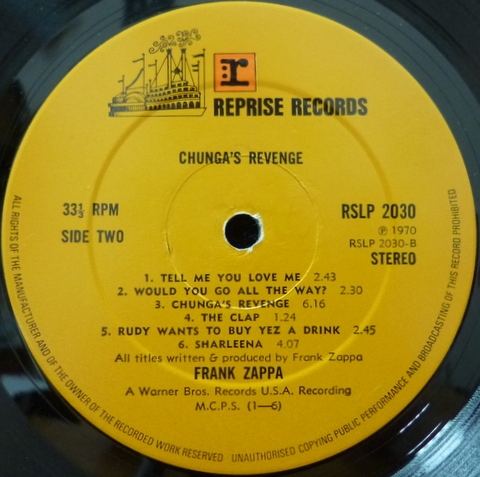 r
REPRISE RECORDS
CHUNGA'S REVENGE
33⅓ RPM
SIDE TWO
RSLP 2030
℗ 1970
RSLP 2030-B
STEREO
1. TELL ME YOU LOVE ME 2.43
2. WOULD YOU GO ALL THE WAY? 2.30
3. CHUNGA'S REVENGE 6.16
4. THE CLAP 1.24
5. RUDY WANTS TO BUY YEZ A DRINK 2.45
6. SHARLEENA 4.07
All titles written & produced by Frank Zappa
FRANK ZAPPA
A Warner Bros. Records U.S.A. Recording
M.C.P.S. (1—6)
ALL RIGHTS OF THE MANUFACTURER AND OF THE OWNER OF THE RECORDED WORK RESERVED UNAUTHORISED COPYING PUBLIC PERFORMANCE AND BROADCASTING OF THIS RECORD PROHIBITED